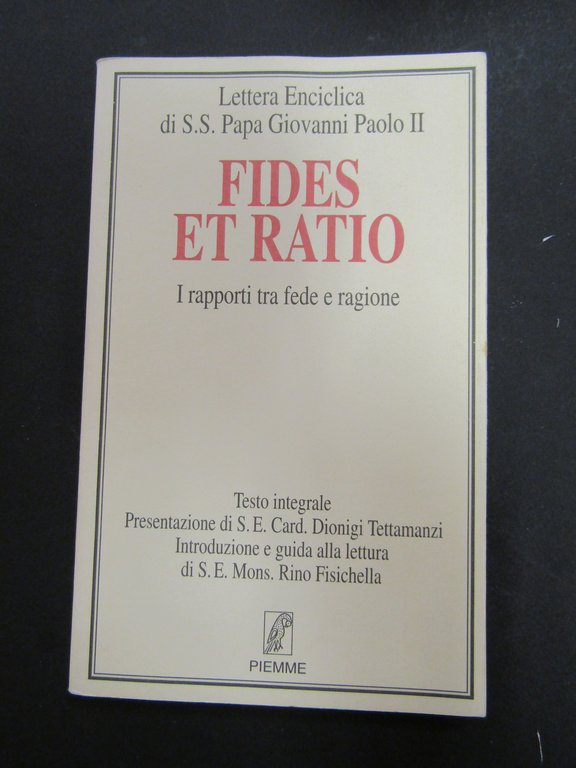 Lettera Enciclica
di S.S. Papa Giovanni Paolo II
FIDES
ET RATIO
I rapporti tra fede e ragione
Testo integrale
Presentazione di S.E. Card. Dionigi Tettamanzi
Introduzione e guida alla lettura
di S.E. Mons. Rino Fisichella
PIEMME